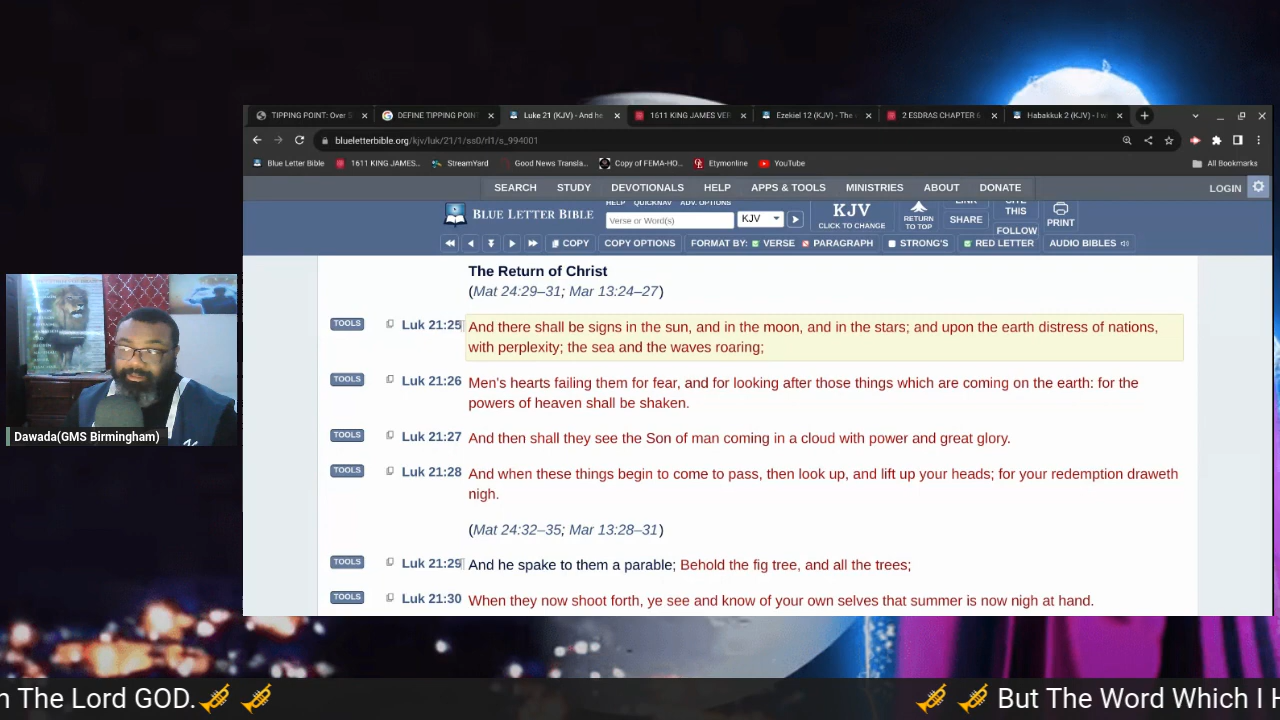 TIPPING POINT: Over
DEFINE TIPPING POIN
Luke 21 (KJV) - And he
1611 KING JAMES VER
Ezekiel 12 (KJV) - The
2 ESDRAS CHAPTER
Habakkuk 2 (KJV) - I w
blueletterbible.org/kjv/luk/21/1/ss0/rl1/s_994001
Blue Letter Bible 1611 KING JAMES... StreamYard Good News Transla... Copy of FEMA-HO... Etymonline YouTube All Bookmarks
SEARCH STUDY DEVOTIONALS HELP APPS & TOOLS MINISTRIES ABOUT DONATE LOGIN
HELP QUICKNAV ADV. OPTIONS
BLUE LETTER BIBLE
Verse or Word(s)
KJV
KJV
CLICK TO CHANGE
RETURN
TO TOP
LINK
SHARE
CITE
THIS
FOLLOW
PRINT
COPY COPY OPTIONS FORMAT BY: VERSE PARAGRAPH STRONG'S RED LETTER AUDIO BIBLES
The Return of Christ
(Mat 24:29–31; Mar 13:24–27)
TOOLS Luk 21:25 And there shall be signs in the sun, and in the moon, and in the stars; and upon the earth distress of nations,
with perplexity; the sea and the waves roaring;
TOOLS Luk 21:26 Men's hearts failing them for fear, and for looking after those things which are coming on the earth: for the
powers of heaven shall be shaken.
TOOLS Luk 21:27 And then shall they see the Son of man coming in a cloud with power and great glory.
TOOLS Luk 21:28 And when these things begin to come to pass, then look up, and lift up your heads; for your redemption draweth
nigh.
(Mat 24:32–35; Mar 13:28–31)
TOOLS Luk 21:29 And he spake to them a parable; Behold the fig tree, and all the trees;
TOOLS Luk 21:30 When they now shoot forth, ye see and know of your own selves that summer is now nigh at hand.
Dawada(GMS Birmingham)
n The Lord GOD.🎺 🎺 🎺 🎺 But The Word Which I H